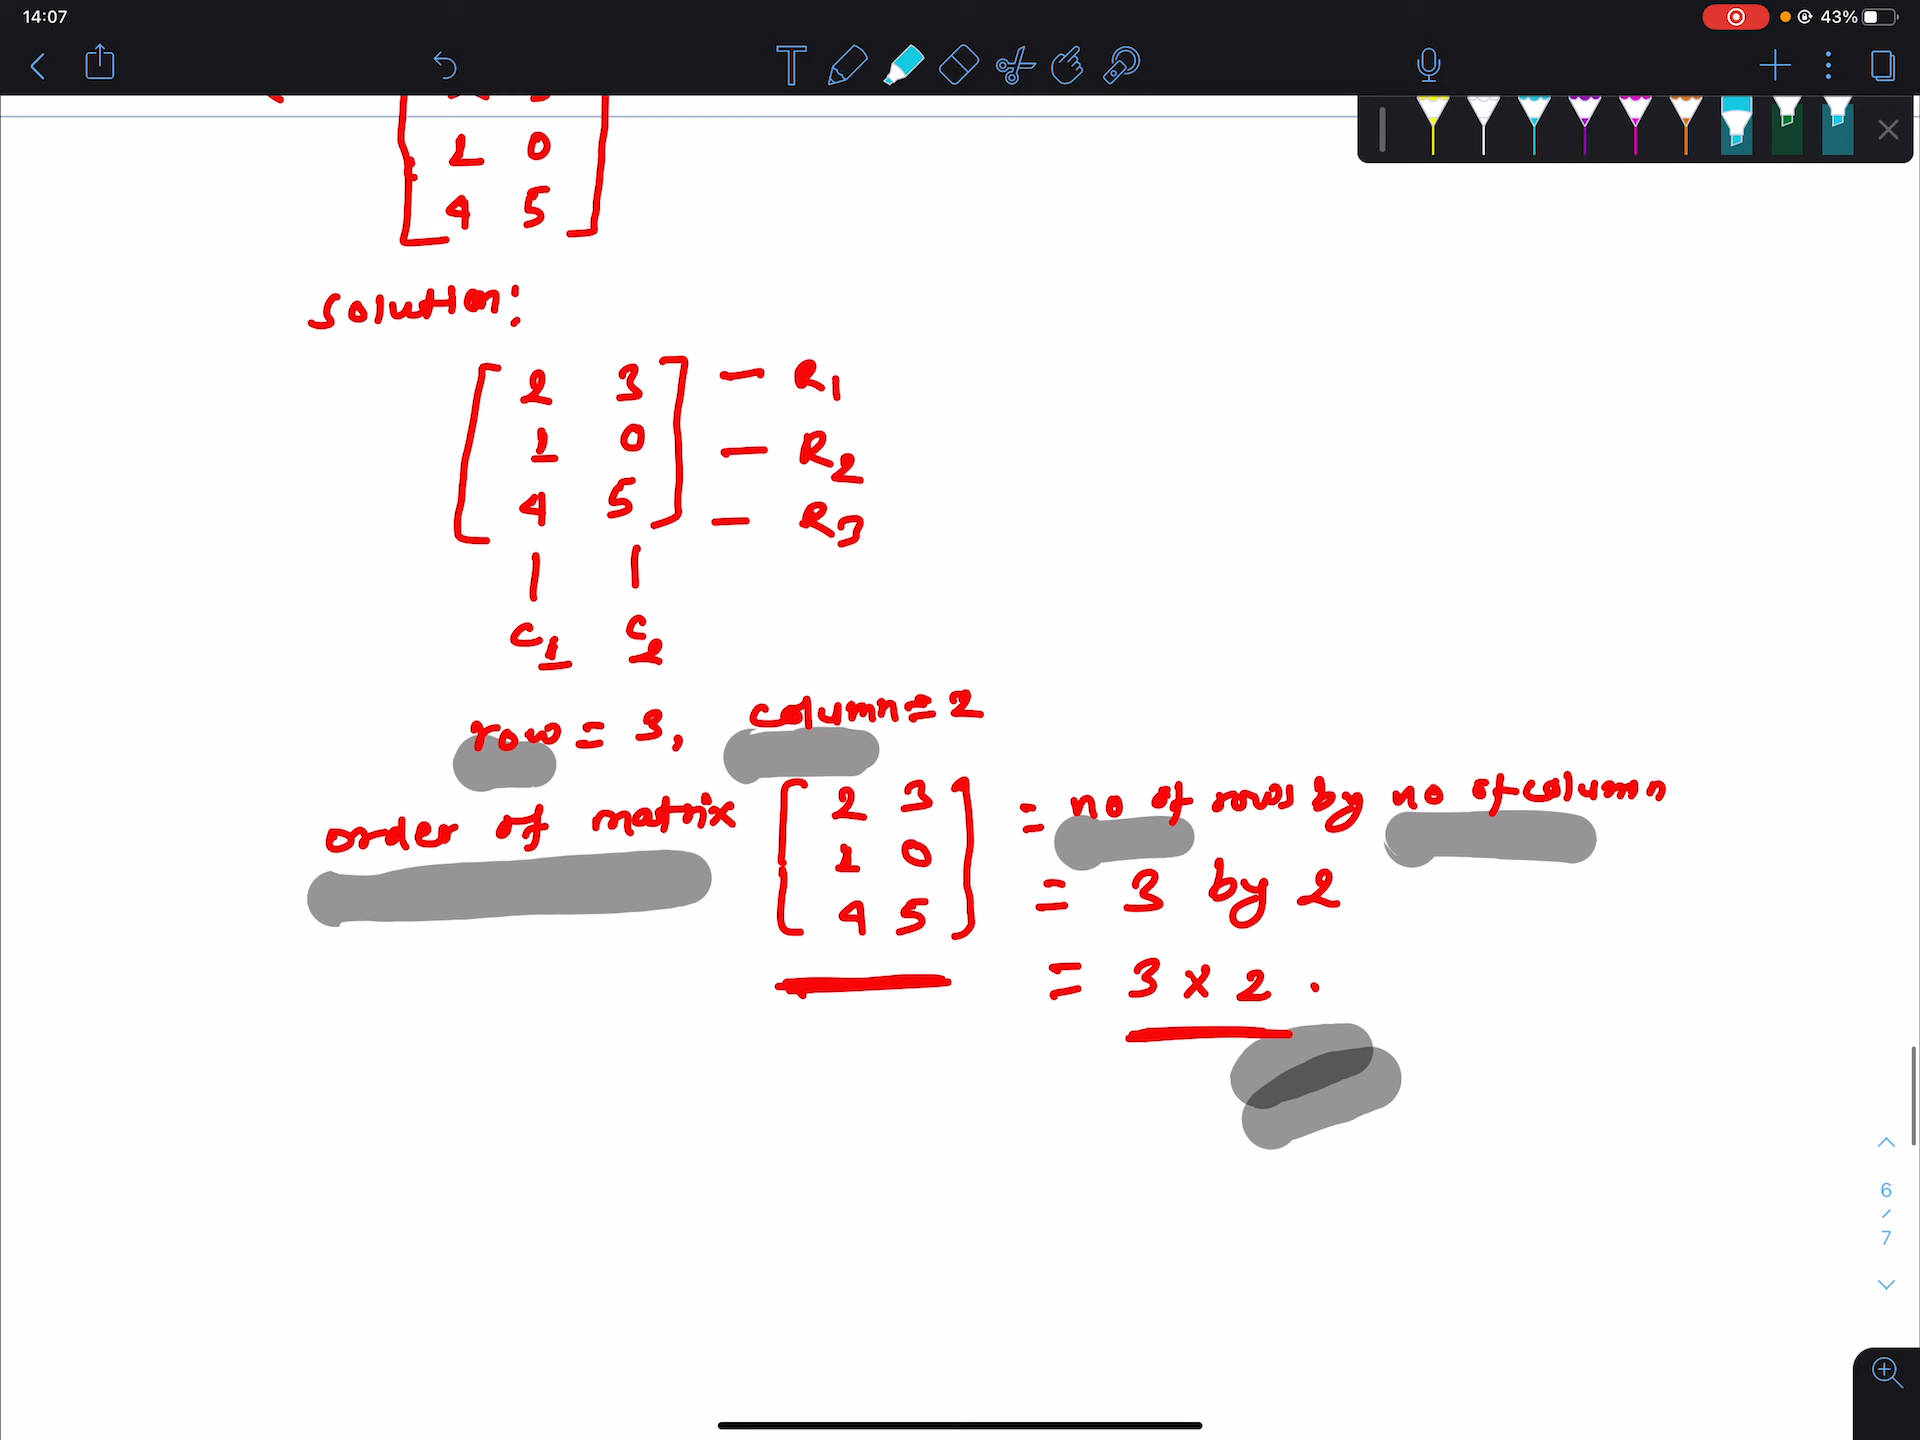 14:07
43%
1 0
4 5
Solution:
2 3 — R1
1 0 — R2
4 5 — R3
C1 C2
row = 3, column = 2
order of matrix [2 3 = no of rows by no of column
1 0 = 3 by 2
4 5]
= 3 x 2 .
6
/
7